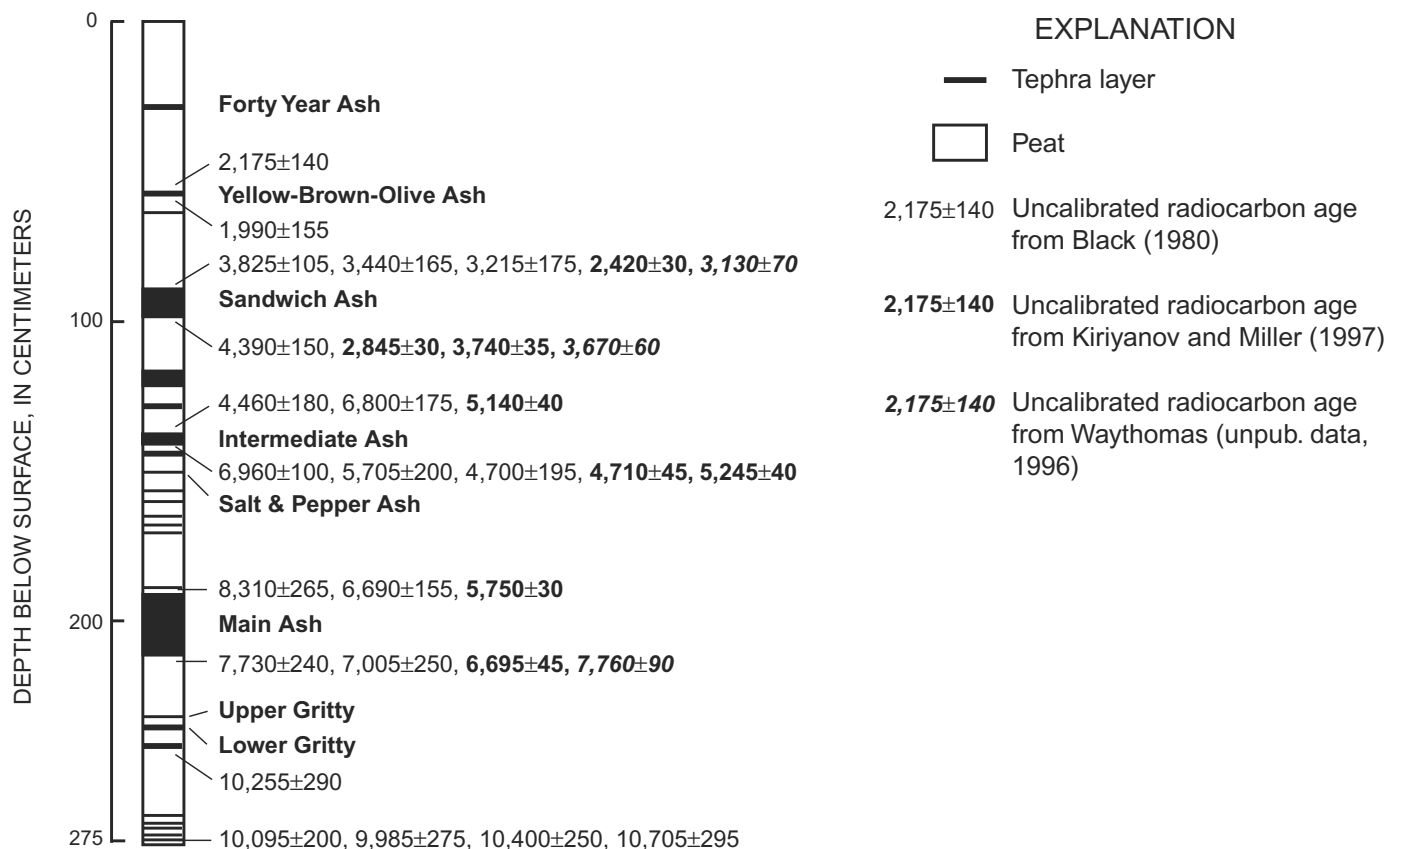 0
Forty Year Ash
2,175±140
Yellow-Brown-Olive Ash
1,990±155
3,825±105, 3,440±165, 3,215±175, 2,420±30, 3,130±70
Sandwich Ash
100
4,390±150, 2,845±30, 3,740±35, 3,670±60
4,460±180, 6,800±175, 5,140±40
Intermediate Ash
6,960±100, 5,705±200, 4,700±195, 4,710±45, 5,245±40
Salt & Pepper Ash
8,310±265, 6,690±155, 5,750±30
200
Main Ash
7,730±240, 7,005±250, 6,695±45, 7,760±90
Upper Gritty
Lower Gritty
10,255±290
275
10,095±200, 9,985±275, 10,400±250, 10,705±295
DEPTH BELOW SURFACE, IN CENTIMETERS
EXPLANATION
Tephra layer
Peat
2,175±140 Uncalibrated radiocarbon age
from Black (1980)
2,175±140 Uncalibrated radiocarbon age
from Kiriyanov and Miller (1997)
2,175±140 Uncalibrated radiocarbon age
from Waythomas (unpub. data,
1996)